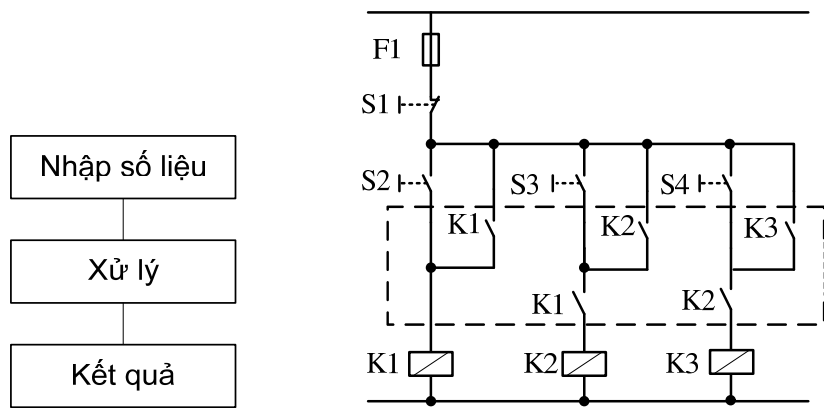 Nhập số liệu
Xử lý
Kết quả
F1
S1
S2
S3
S4
K1
K2
K3
K1
K2
K1
K2
K3